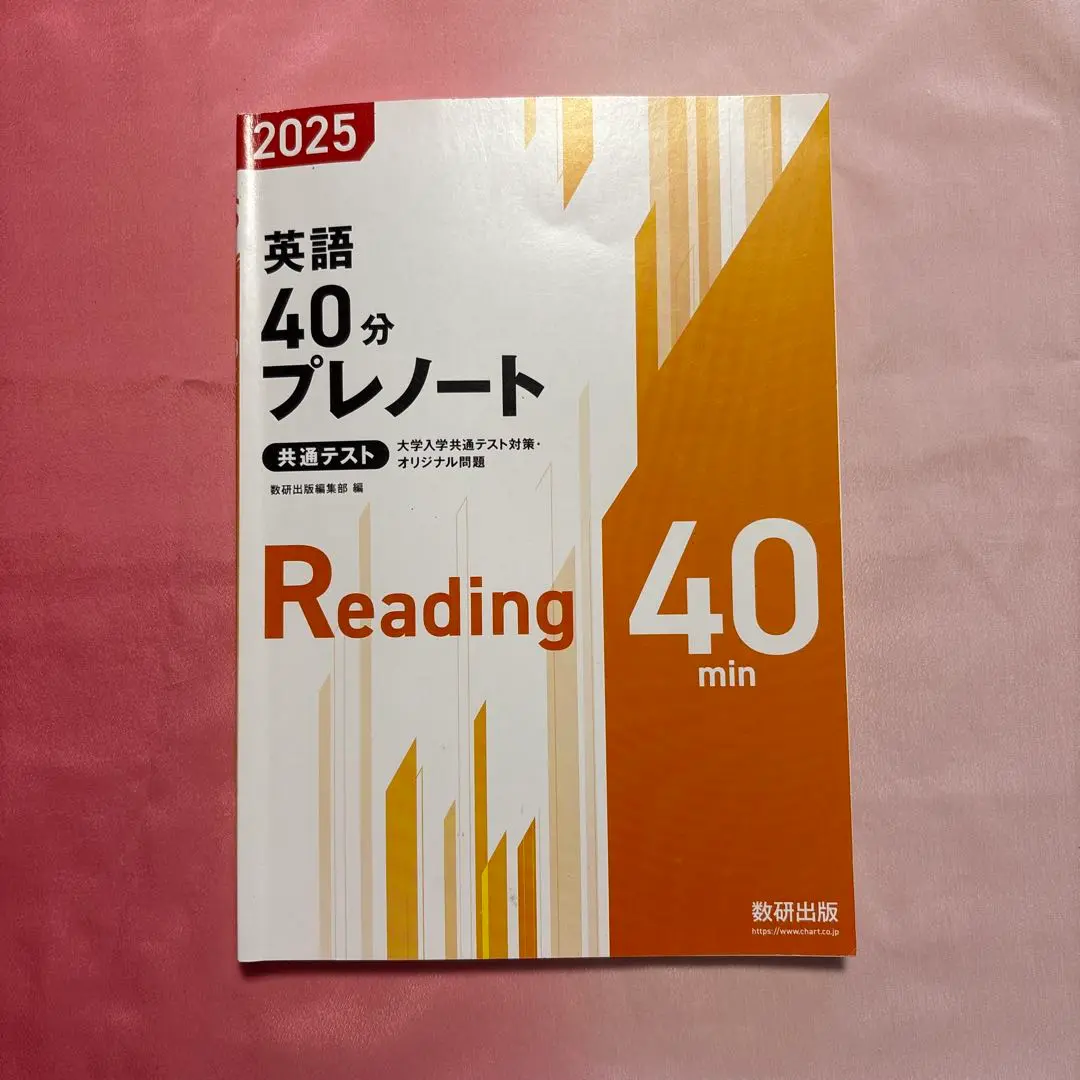 2025
英語
40分
プレノート
共通テスト
大学入学共通テスト対策・
オリジナル問題
数研出版編集部 編
Reading
40
min
数研出版
https://www.chart.co.jp